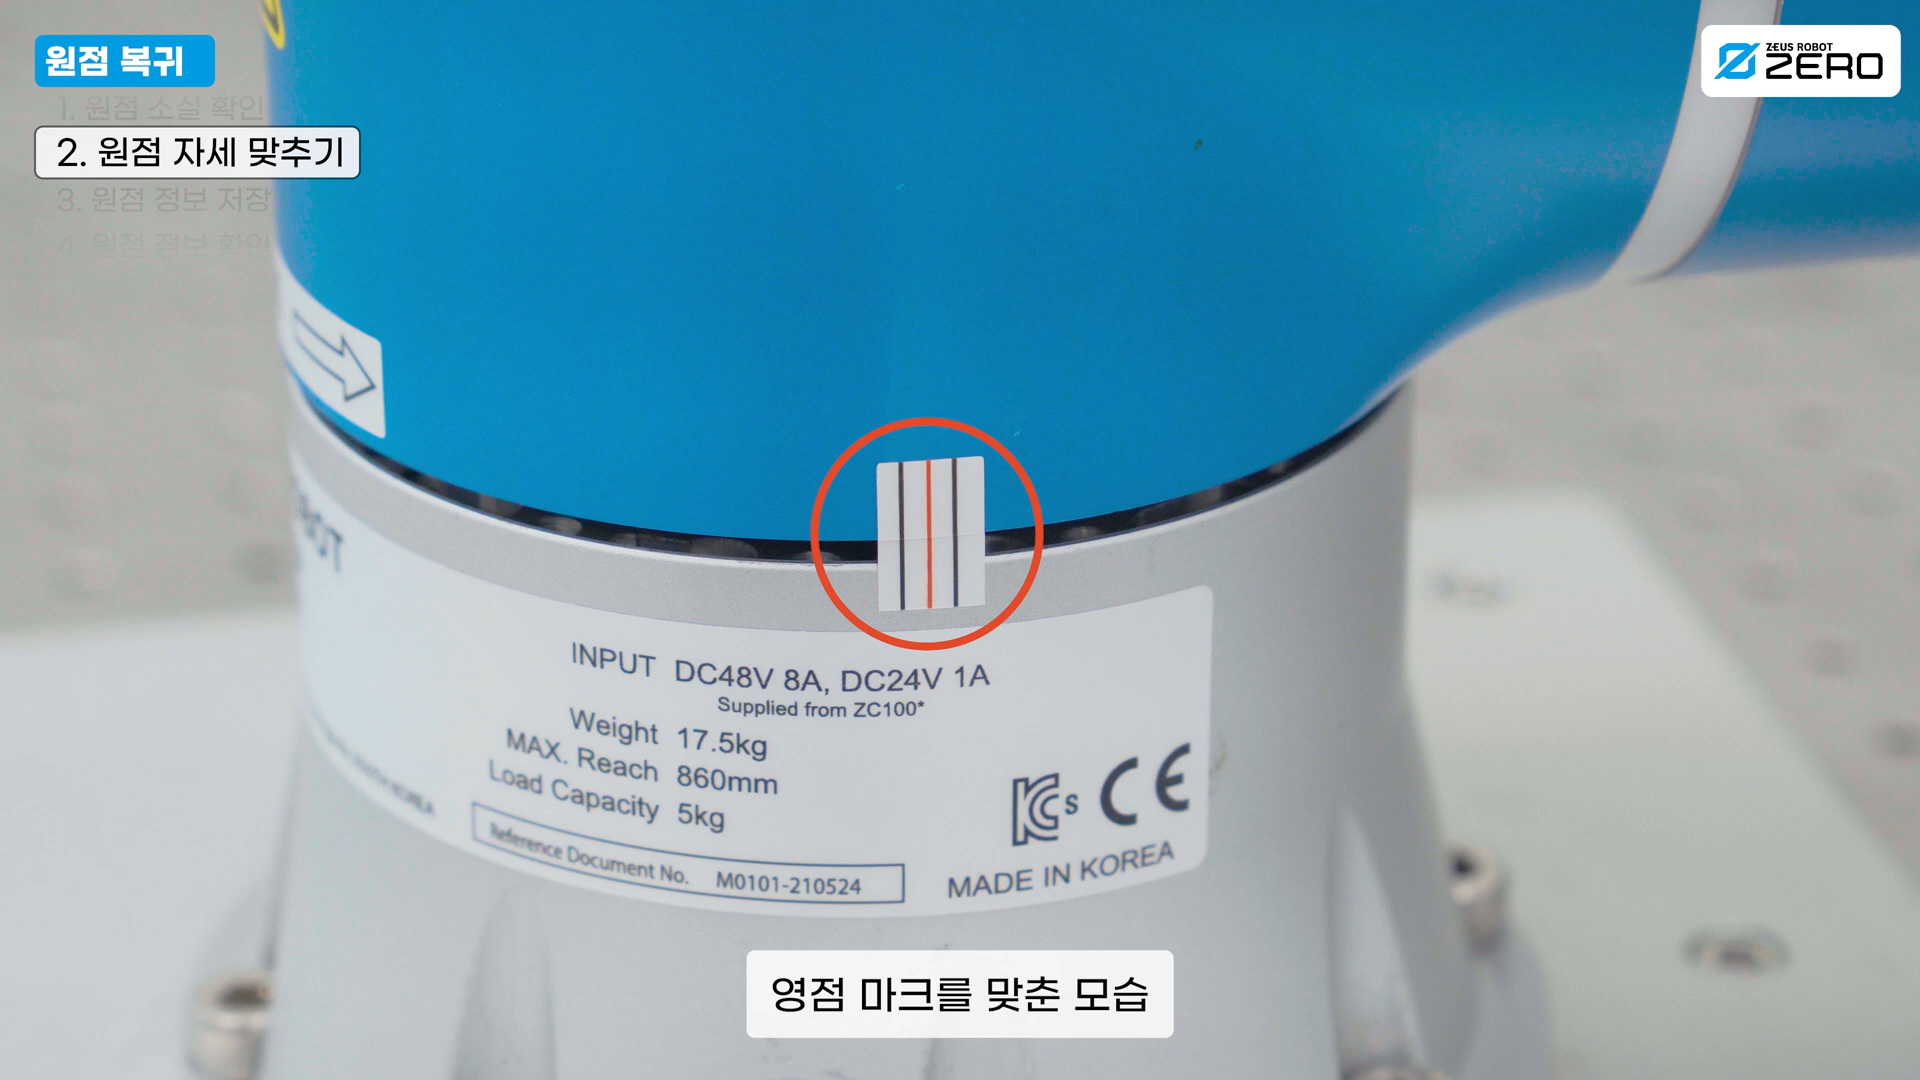 원점 복귀
1. 원점 소실 확인
2. 원점 자세 맞추기
3. 원점 정보 저장
4. 원점 정보 확인
ZEUS ROBOT
ZERO
INPUT DC48V 8A, DC24V 1A
Supplied from ZC100*
Weight 17.5kg
MAX. Reach 860mm
Load Capacity 5kg
Reference Document No. M0101-210524
KC s CE
MADE IN KOREA
영점 마크를 맞춘 모습